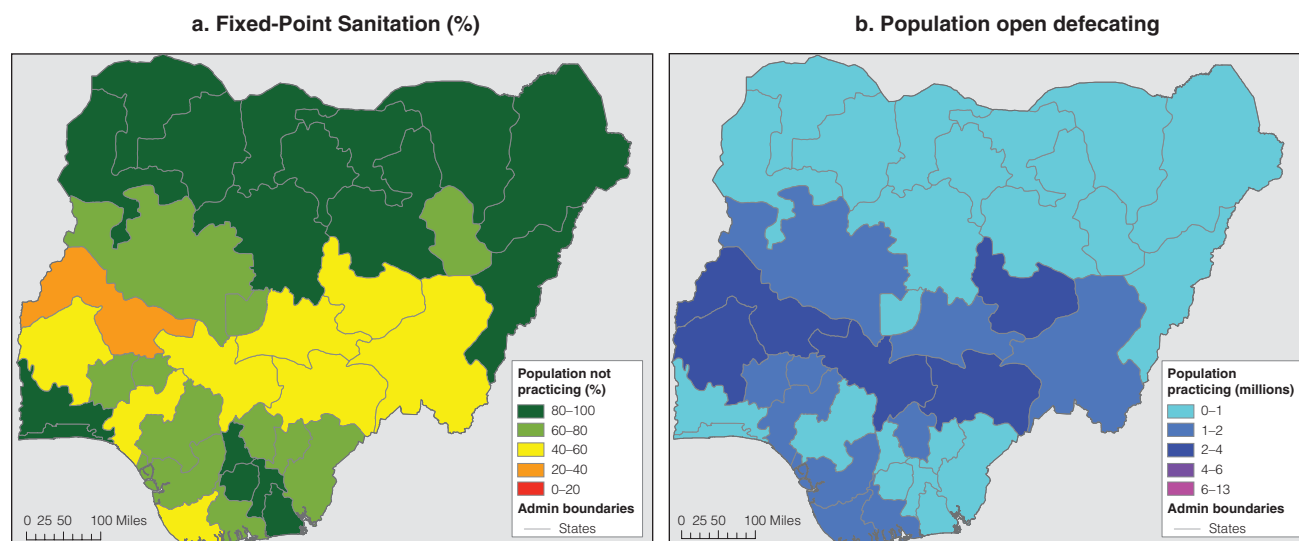 a. Fixed-Point Sanitation (%)
Population not
practicing (%)
80–100
60–80
40–60
20–40
0–20
Admin boundaries
States
0 25 50 100 Miles
b. Population open defecating
Population
practicing (millions)
0–1
1–2
2–4
4–6
6–13
Admin boundaries
States
0 25 50 100 Miles